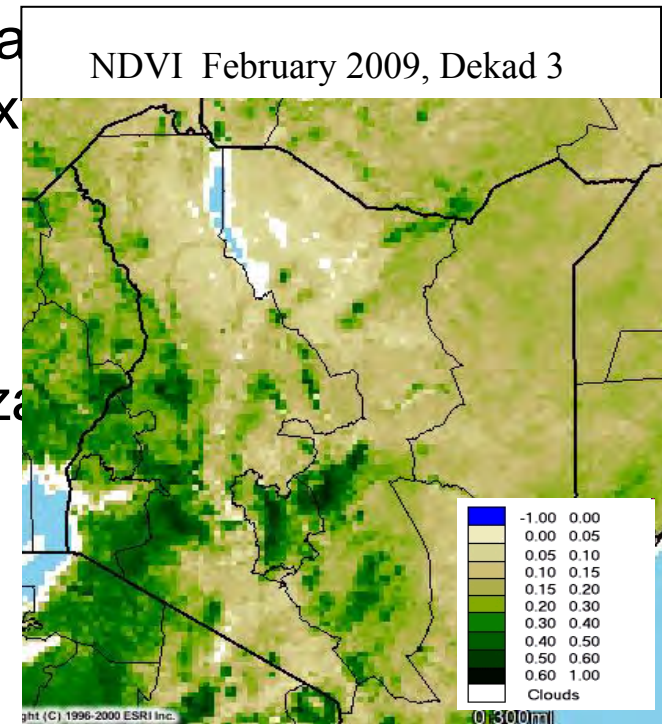 a
NDVI February 2009, Dekad 3
x
za
-1.00 0.00
0.00 0.05
0.05 0.10
0.10 0.15
0.15 0.20
0.20 0.30
0.30 0.40
0.40 0.50
0.50 0.60
0.60 1.00
Clouds
ght (C) 1996-2000 ESRI Inc.
0 300mi